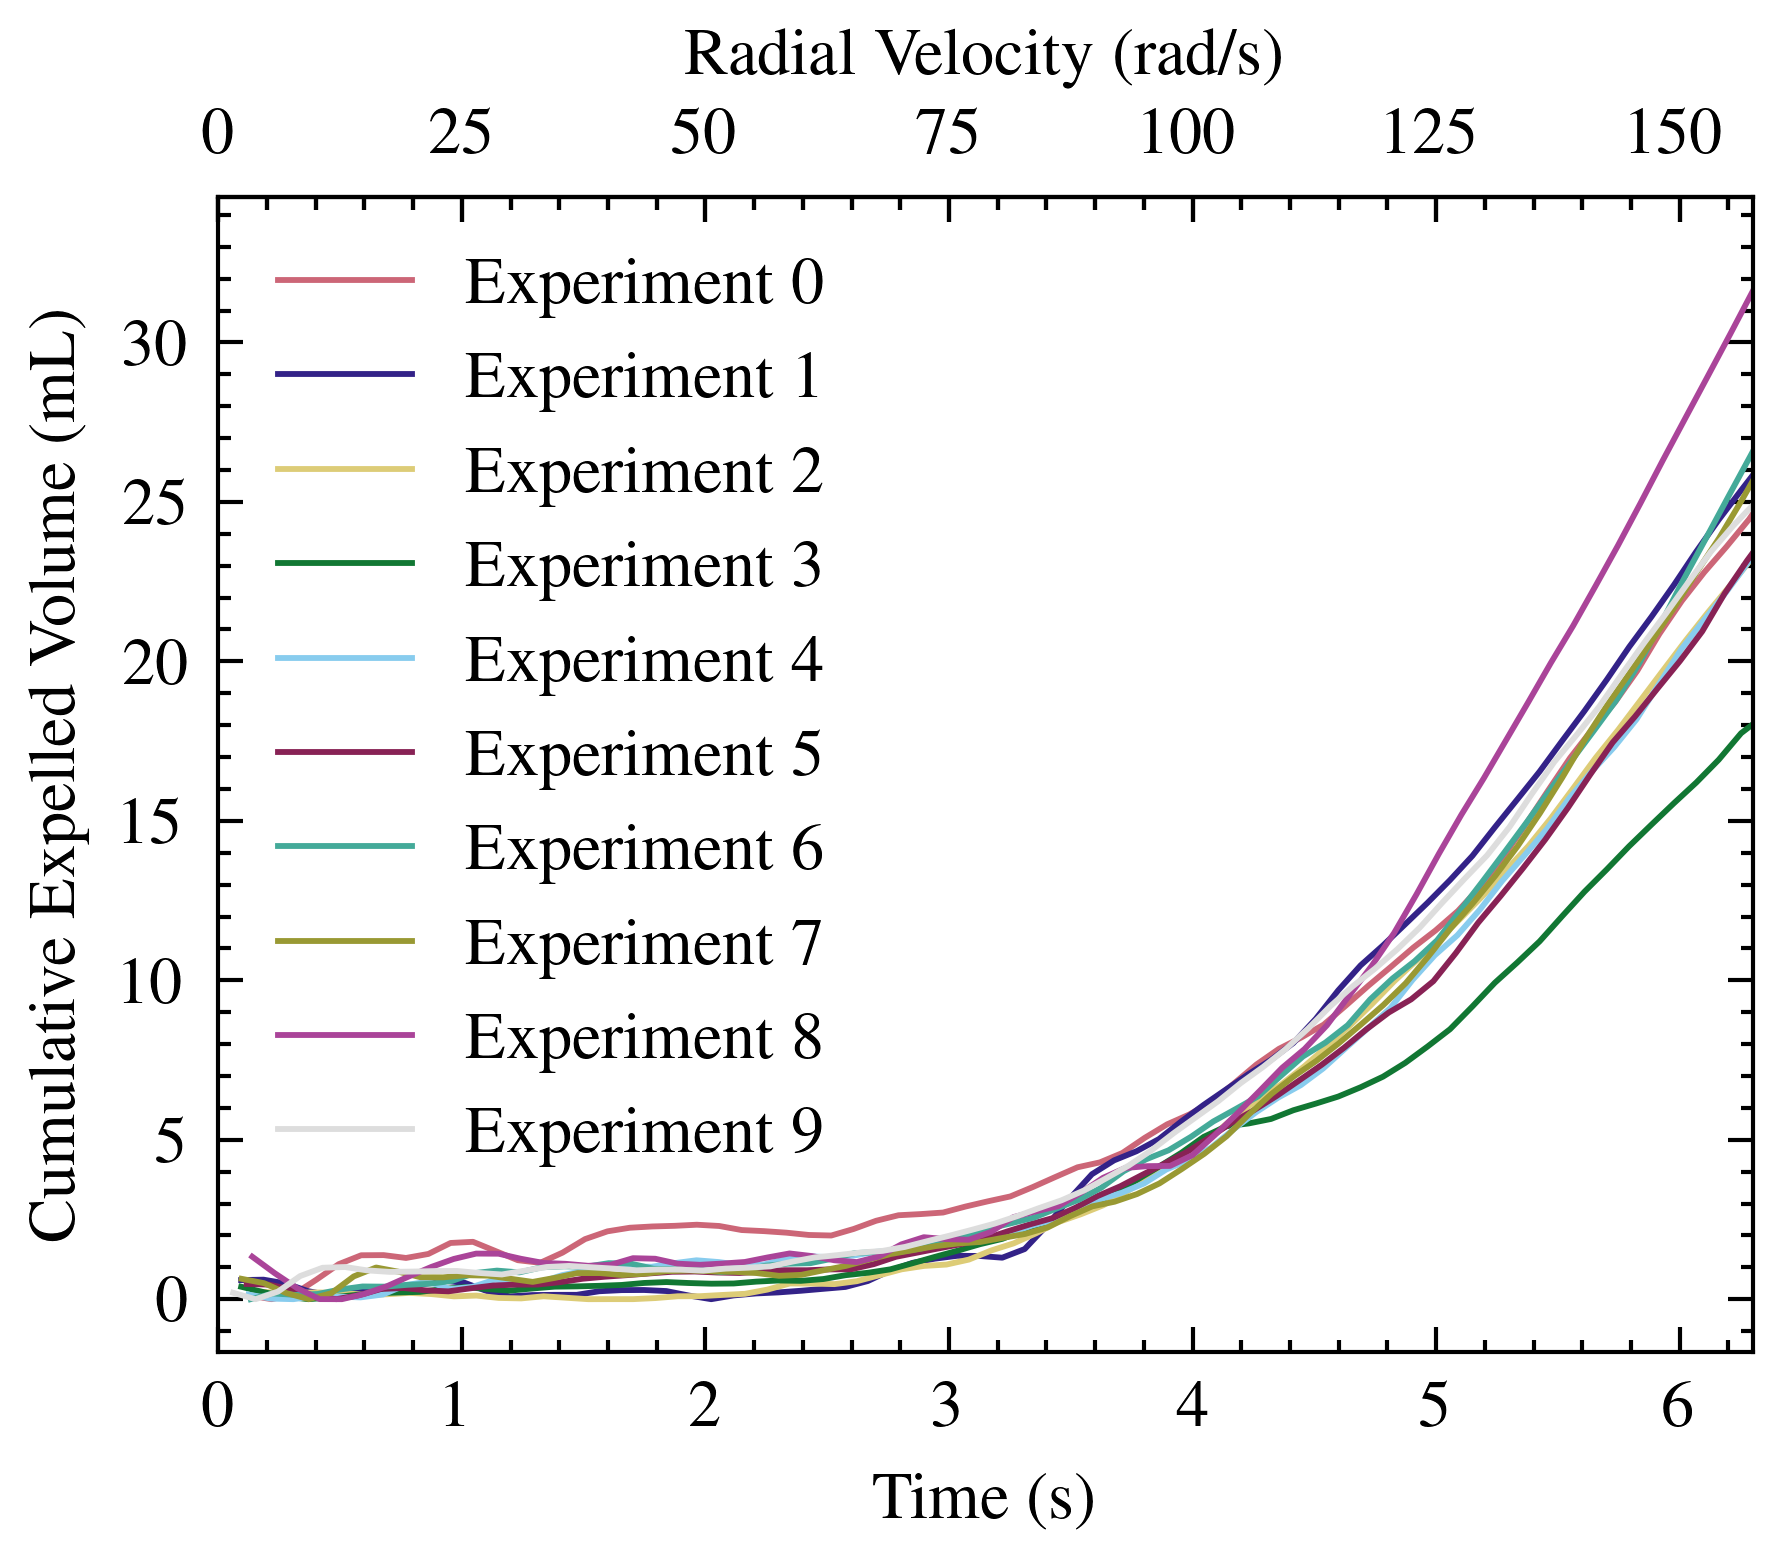 Radial Velocity (rad/s)
0 25 50 75 100 125 150
Cumulative Expelled Volume (mL)
30
25
20
15
10
5
0
Experiment 0
Experiment 1
Experiment 2
Experiment 3
Experiment 4
Experiment 5
Experiment 6
Experiment 7
Experiment 8
Experiment 9
0 1 2 3 4 5 6
Time (s)